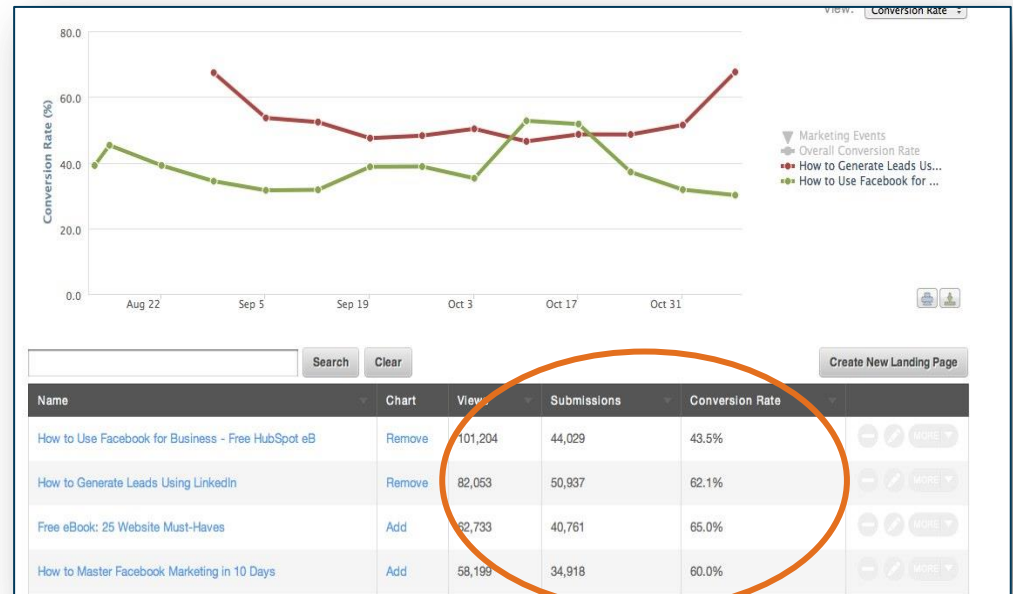 View: Conversion Rate
80.0
60.0
40.0
20.0
0.0
Conversion Rate (%)
Aug 22 Sep 5 Sep 19 Oct 3 Oct 17 Oct 31
Marketing Events
Overall Conversion Rate
How to Generate Leads Us...
How to Use Facebook for ...
Search Clear Create New Landing Page
Name Chart Views Submissions Conversion Rate
How to Use Facebook for Business - Free HubSpot eB Remove 101,204 44,029 43.5% MORE
How to Generate Leads Using LinkedIn Remove 82,053 50,937 62.1% MORE
Free eBook: 25 Website Must-Haves Add 62,733 40,761 65.0% MORE
How to Master Facebook Marketing in 10 Days Add 58,199 34,918 60.0% MORE